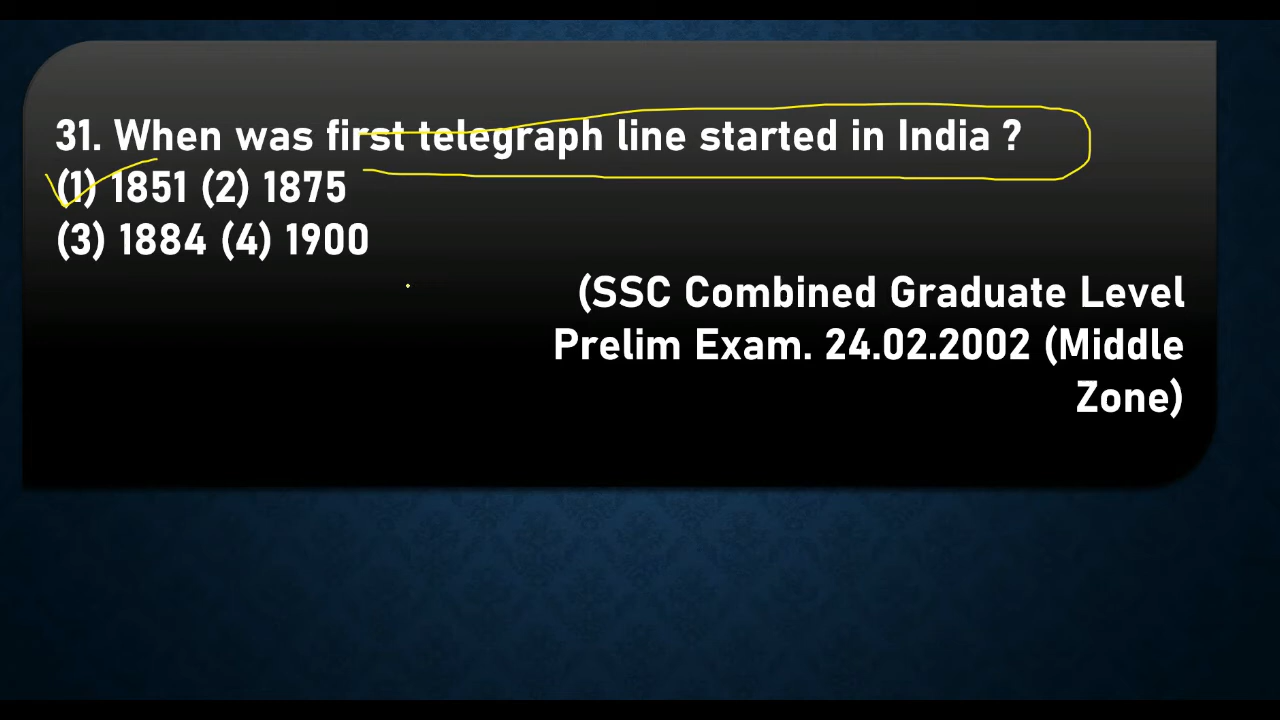 31. When was first telegraph line started in India ?
(1) 1851 (2) 1875
(3) 1884 (4) 1900
(SSC Combined Graduate Level
Prelim Exam. 24.02.2002 (Middle
Zone)